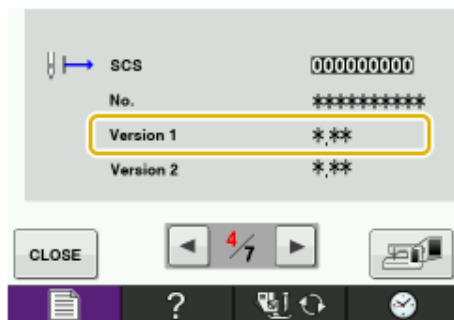 SCS 000000000
No. **********
Version 1 *.**
Version 2 *.**
CLOSE 4/7
?